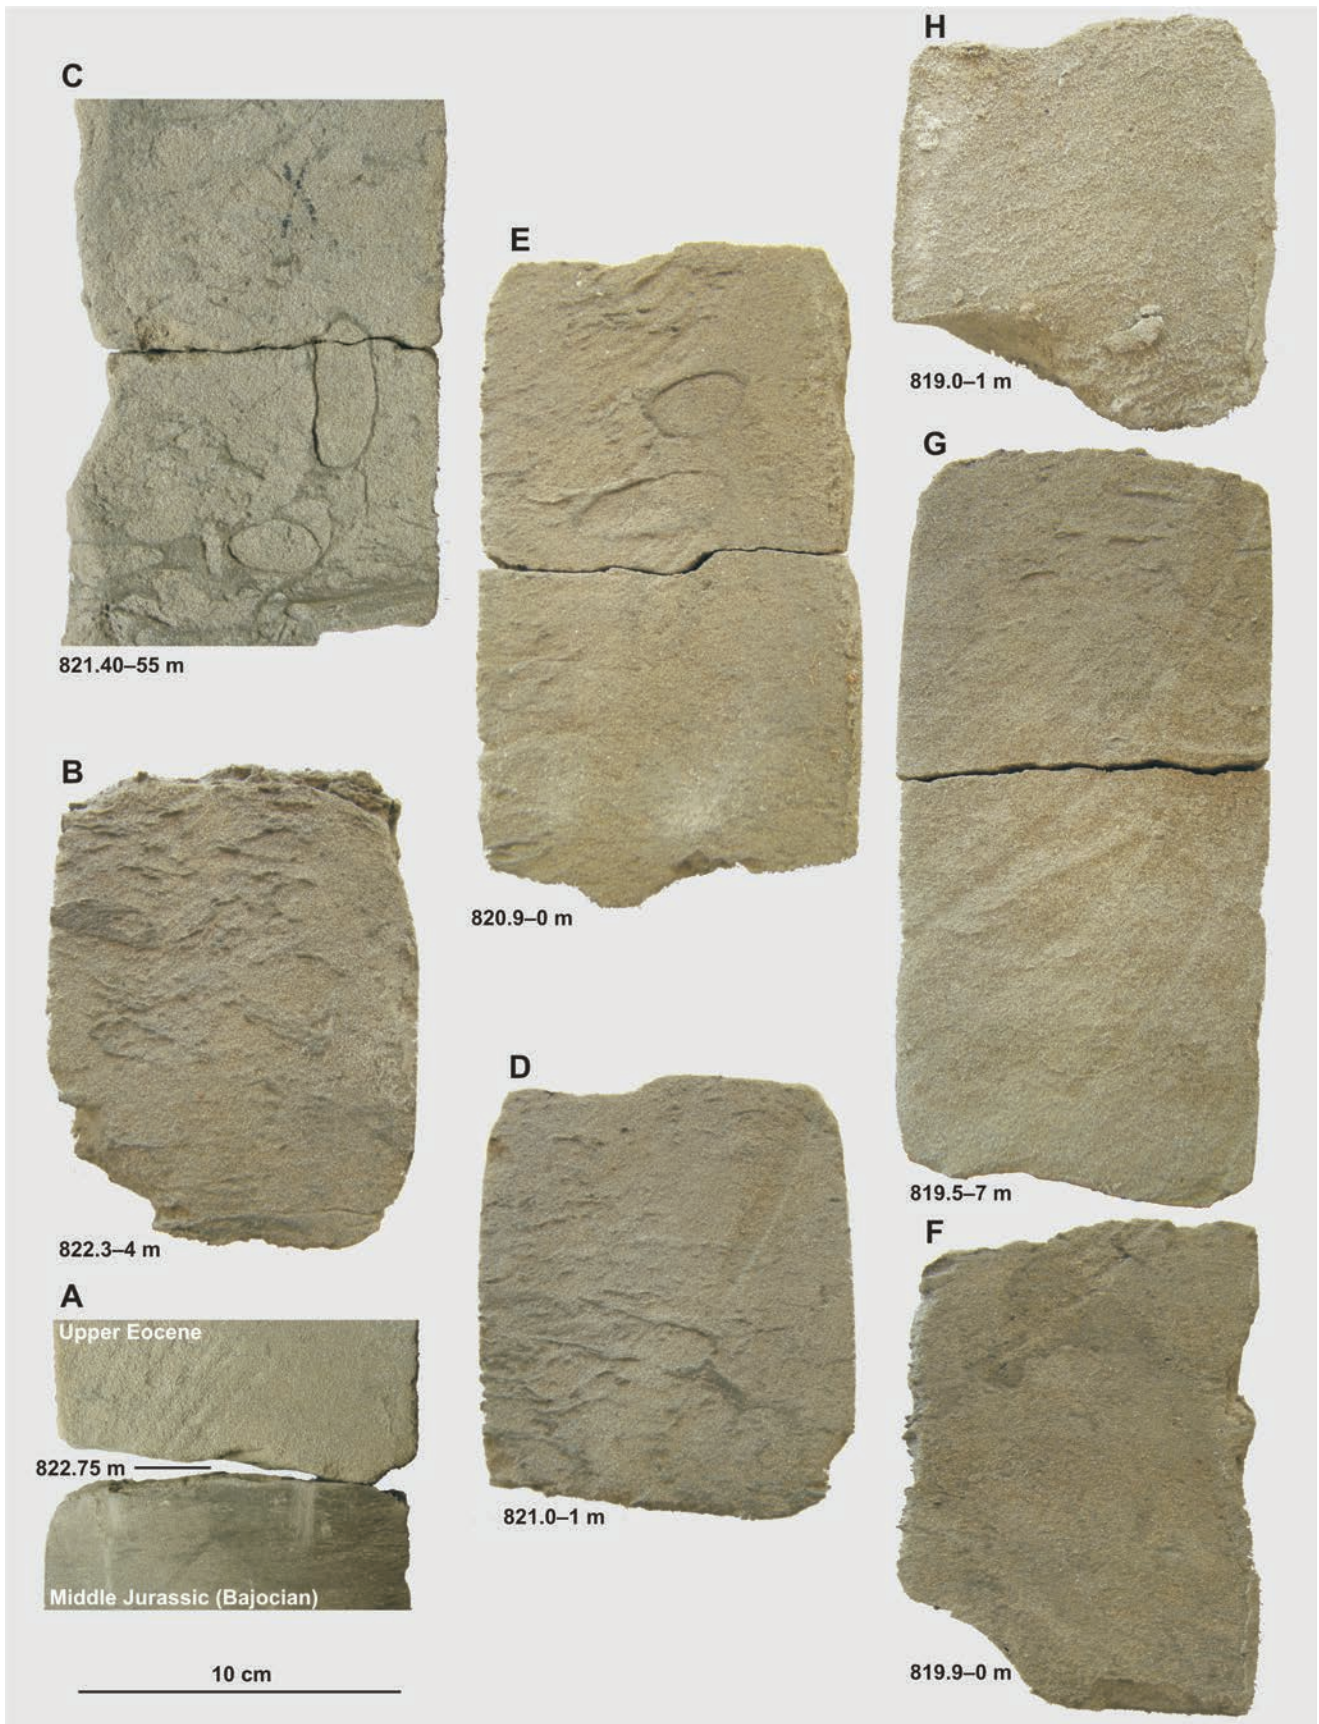 C
821.40–55 m
B
822.3–4 m
A
Upper Eocene
822.75 m
Middle Jurassic (Bajocian)
10 cm
E
820.9–0 m
D
821.0–1 m
H
819.0–1 m
G
819.5–7 m
F
819.9–0 m